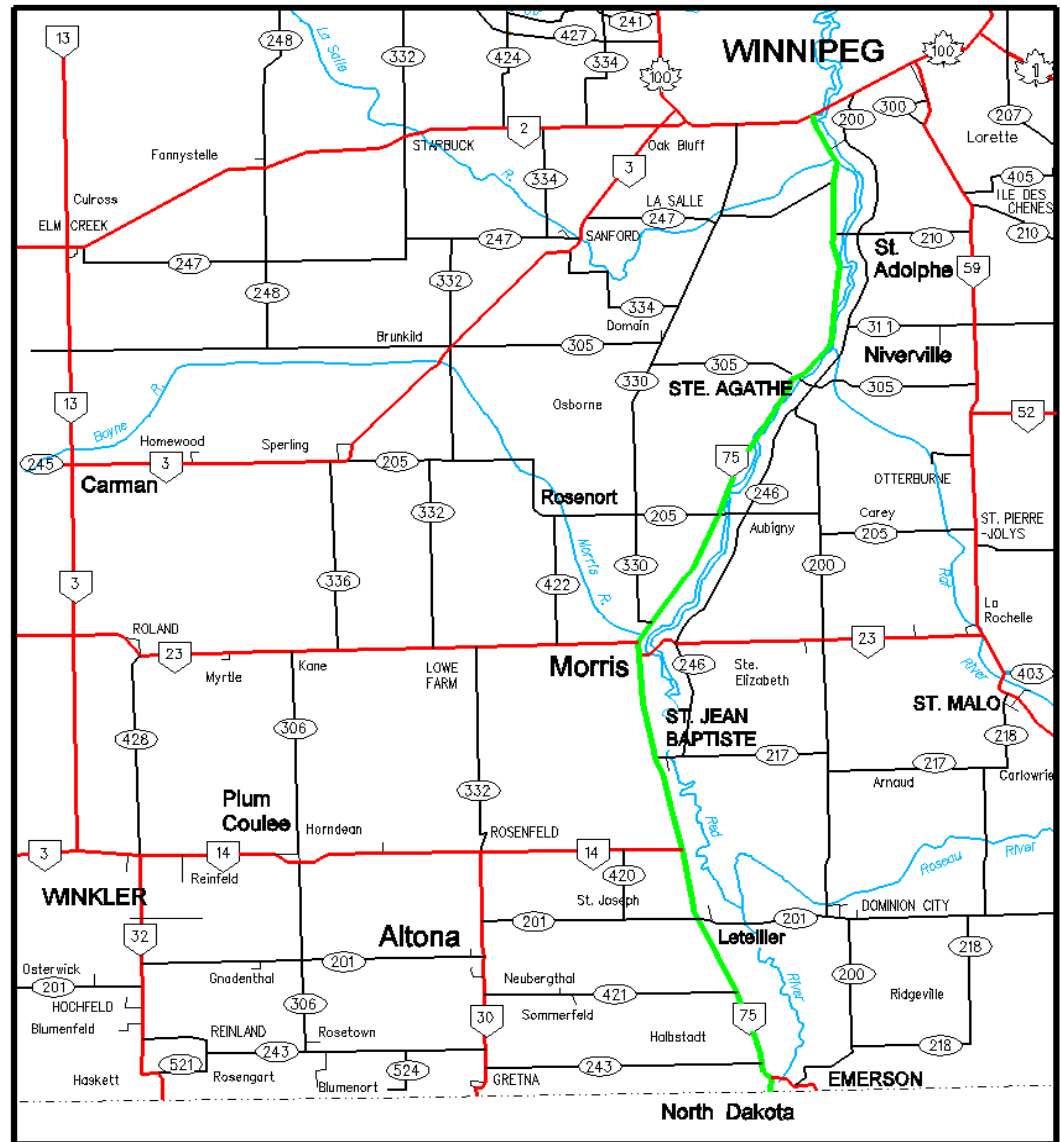 13
248
La Salle
332
424
427
241
334
100
WINNIPEG
100
1
2
200
300
207
Lorette
Fannystelle
STARBUCK
Oak Bluff
3
R.
334
405
ILE DES
CHENES
Culross
LA SALLE
247
ELM CREEK
247
SANFORD
210
210
St.
Adolphe
247
332
59
248
334
Domain
311
Brunkild
305
Niverville
330
305
305
STE. AGATHE
13
Boyne
R.
Osborne
52
Homewood
Sperling
245
3
205
75
Carman
332
Rosenort
246
OTTERBURNE
205
Aubigny
Carey
205
ST. PIERRE
-JOLYS
Morris
R.
336
422
330
200
Rat
3
La
Rochelle
ROLAND
23
23
Myrtle
Kane
LOWE
FARM
Morris
246
Ste.
Elizabeth
River
403
ST. MALO
ST. JEAN
BAPTISTE
428
306
217
218
217
Arnaud
Carlowrie
332
Plum
Coulee
Horndean
ROSENFELD
Red
Roseau
River
3
14
14
Reinfeld
420
WINKLER
St. Joseph
DOMINION CITY
201
201
32
Altona
Letellier
218
Osterwick
201
Gnadenthal
201
Neubergthal
River
200
421
Ridgeville
HOCHFELD
306
Sommerfeld
Blumenfeld
REINLAND
Rosetown
30
75
Halbstadt
218
243
521
Rosengart
524
243
Haskett
Blumenort
GRETNA
EMERSON
North Dakota